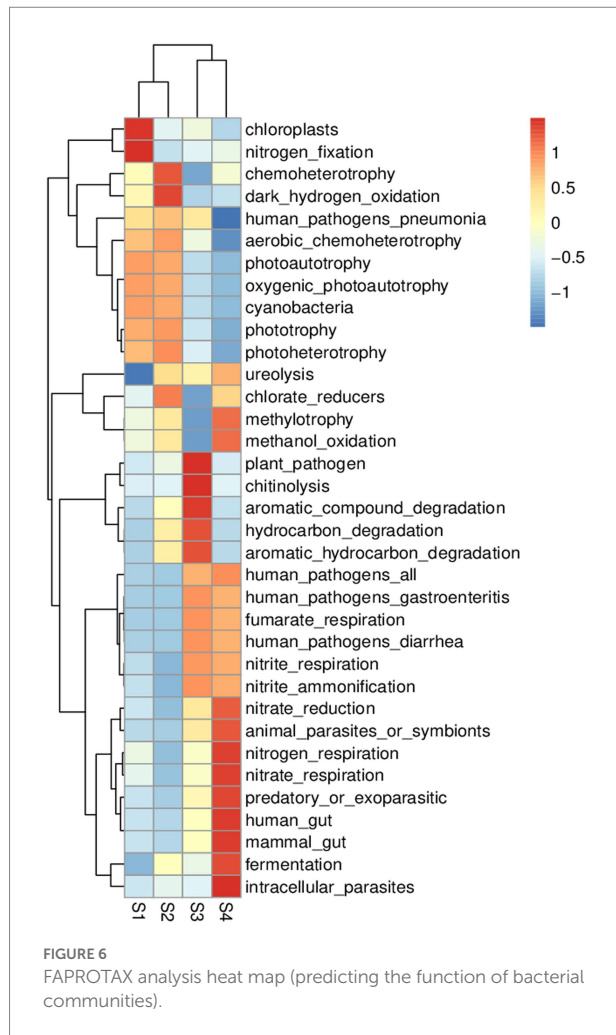 chloroplasts
nitrogen_fixation
chemoheterotrophy
dark_hydrogen_oxidation
human_pathogens_pneumonia
aerobic_chemoheterotrophy
photoautotrophy
oxygenic_photoautotrophy
cyanobacteria
phototrophy
photoheterotrophy
ureolysis
chlorate_reducers
methylotrophy
methanol_oxidation
plant_pathogen
chitinolysis
aromatic_compound_degradation
hydrocarbon_degradation
aromatic_hydrocarbon_degradation
human_pathogens_all
human_pathogens_gastroenteritis
fumarate_respiration
human_pathogens_diarrhea
nitrite_respiration
nitrite_ammonification
nitrate_reduction
animal_parasites_or_symbionts
nitrogen_respiration
nitrate_respiration
predatory_or_exoparasitic
human_gut
mammal_gut
fermentation
intracellular_parasites
1
0.5
0
−0.5
−1
S1 S2 S3 S4
FIGURE 6
FAPROTAX analysis heat map (predicting the function of bacterial
communities).